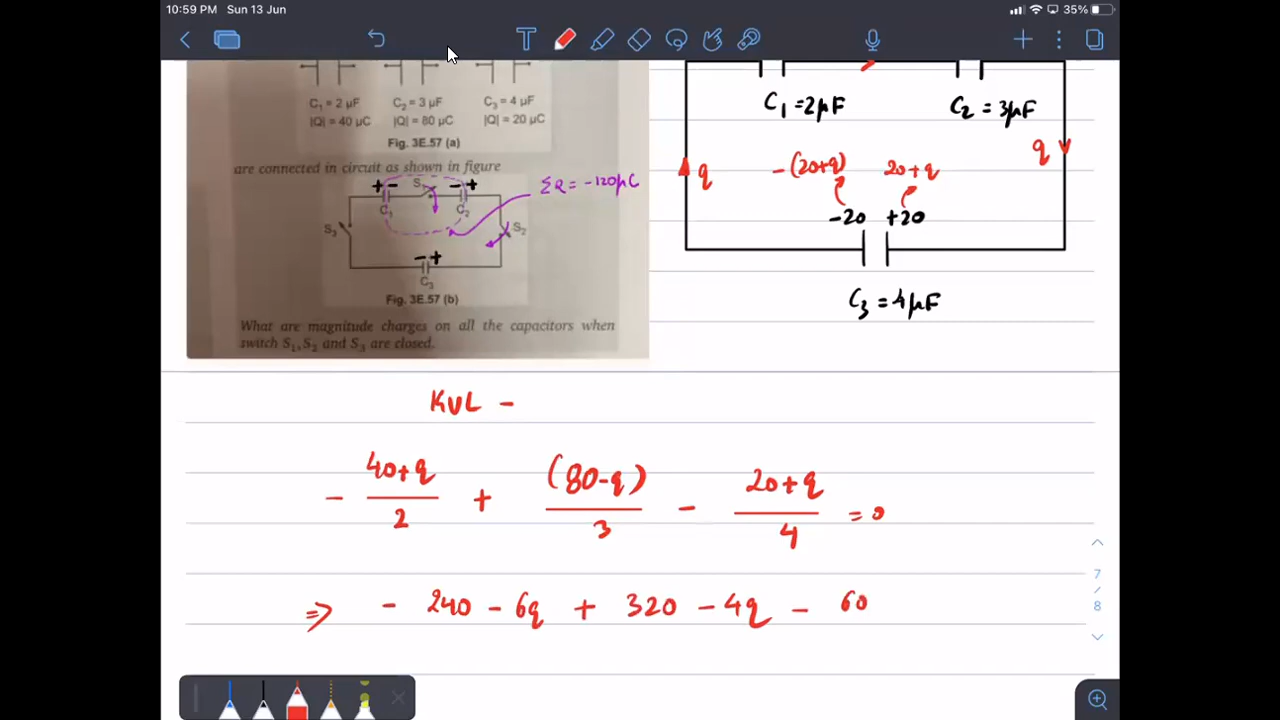 10:59 PM Sun 13 Jun
35%
T
C₁ = 2 μF C₂ = 3 μF C₃ = 4 μF
|Q| = 40 μC |Q| = 80 μC |Q| = 20 μC
Fig. 3E.57 (a)
are connected in circuit as shown in figure
+ - S₁ - +
ΣQ = -120μC
C₁ C₂
S₃ S₂
- +
C₃
Fig. 3E.57 (b)
What are magnitude charges on all the capacitors when
switch S₁, S₂ and S₃ are closed.
C₁ = 2μF C₂ = 3μF
q -(20+q) 20+q q
-20 +20
C₃ = 4μF
KVL -
- (40+q)/2 + (80-q)/3 - (20+q)/4 = 0
⇒ - 240 - 6q + 320 - 4q - 60
7
/
8